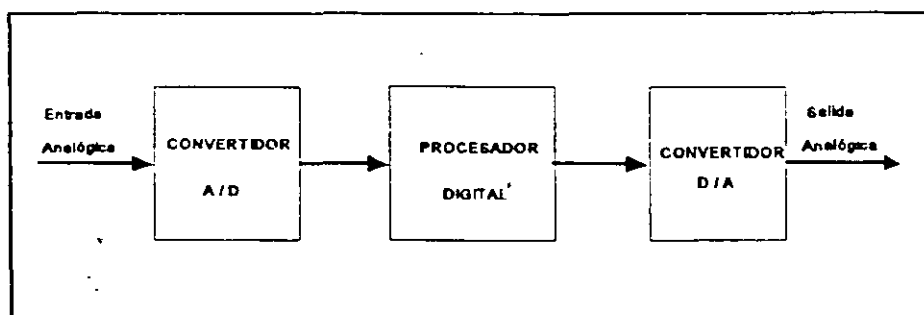 Entrada
Analógica
CONVERTIDOR
A / D
PROCESADOR
DIGITAL
CONVERTIDOR
D / A
Salida
Analógica